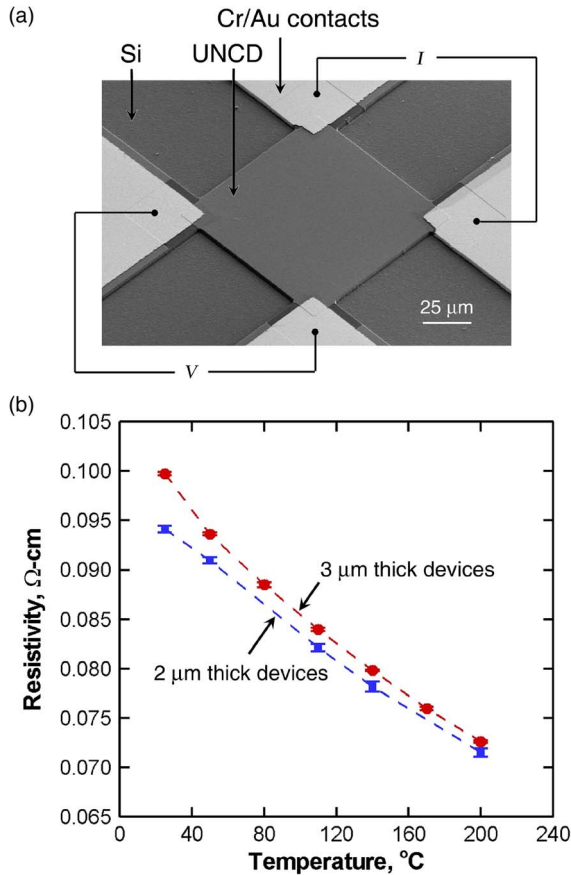 (a)
Cr/Au contacts
Si
UNCD
I
25 μm
V
(b)
0.105
0.100
0.095
0.090
0.085
0.080
0.075
0.070
0.065
Resistivity, Ω-cm
3 μm thick devices
2 μm thick devices
0 40 80 120 160 200 240
Temperature, °C